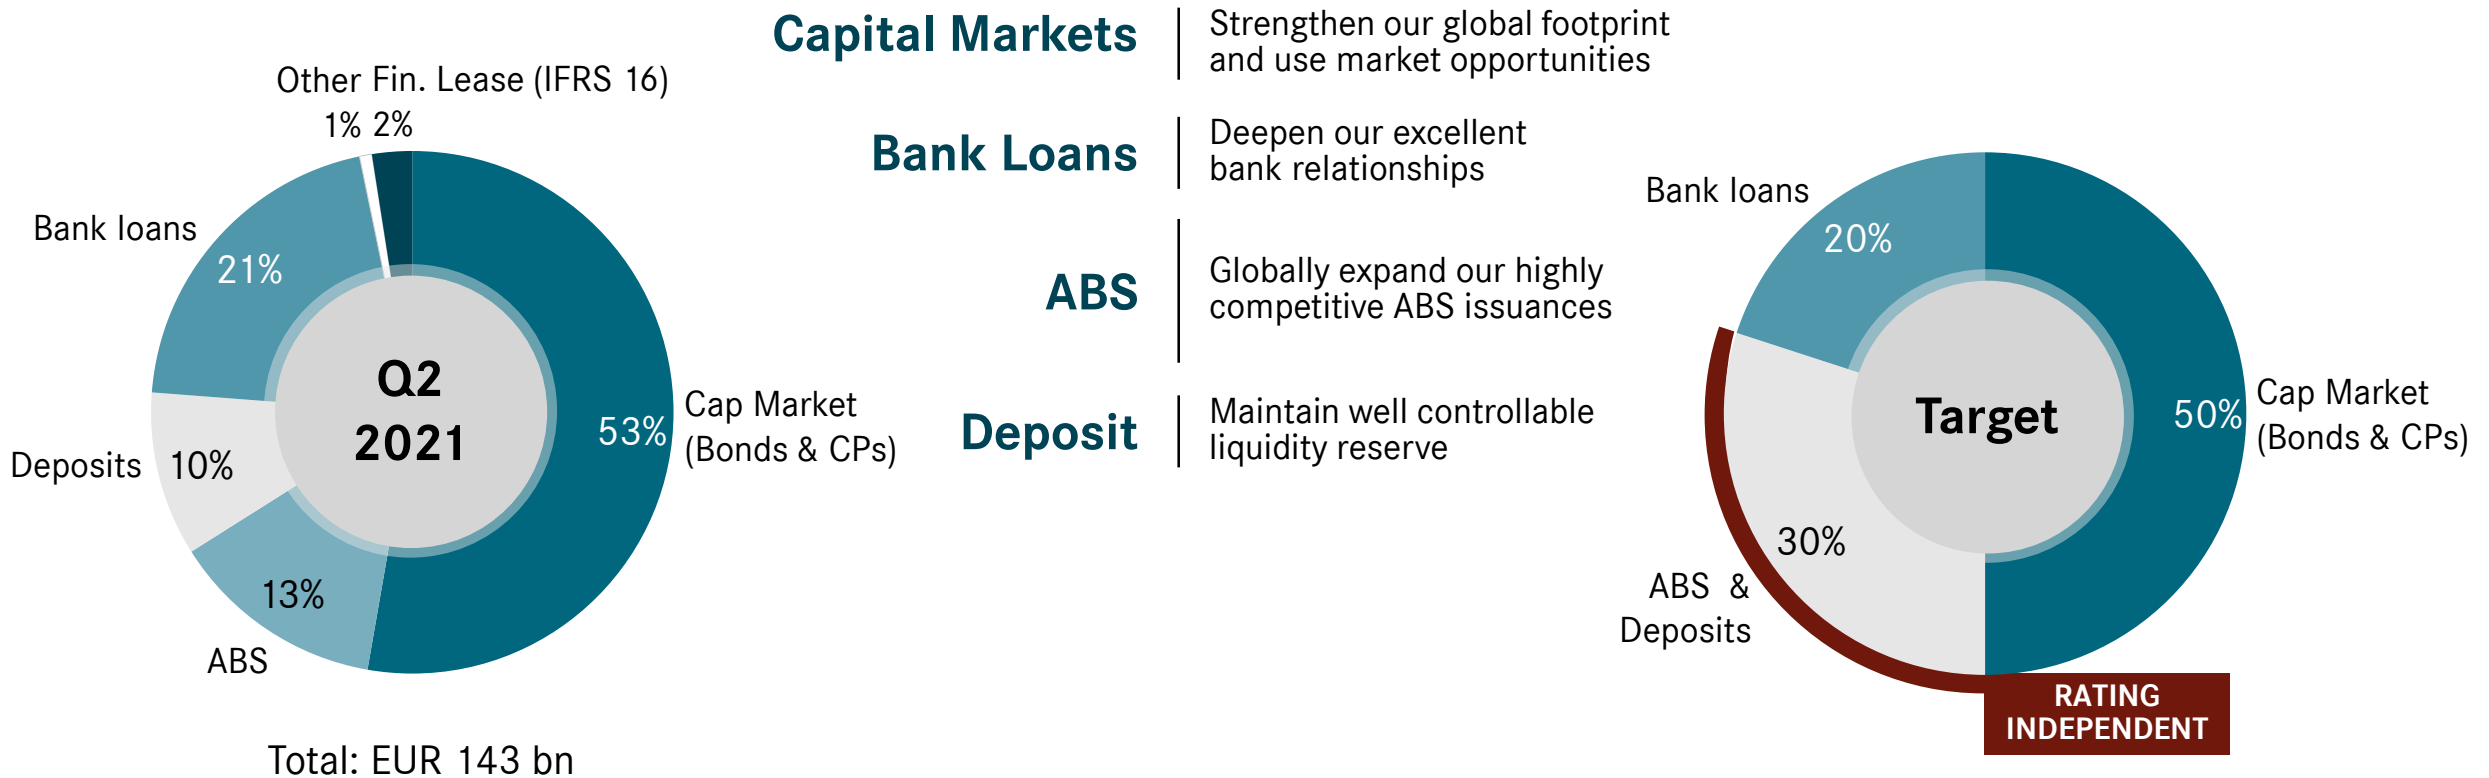 Other Fin. Lease (IFRS 16)
1% 2%
Bank loans
21%
Deposits 10%
13%
ABS
53%
Cap Market
(Bonds & CPs)
Q2
2021
Total: EUR 143 bn
Capital Markets
Strengthen our global footprint
and use market opportunities
Bank Loans
Deepen our excellent
bank relationships
ABS
Globally expand our highly
competitive ABS issuances
Deposit
Maintain well controllable
liquidity reserve
Bank loans
20%
Target
50%
Cap Market
(Bonds & CPs)
30%
ABS &
Deposits
RATING
INDEPENDENT